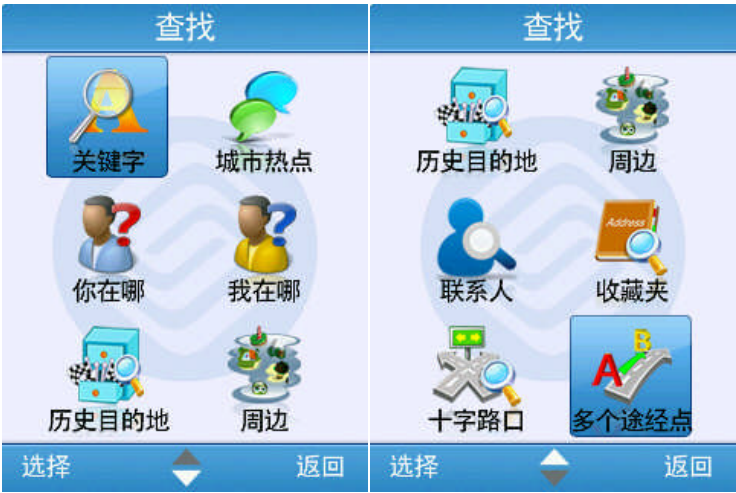 查找
关键字
城市热点
你在哪
我在哪
历史目的地
周边
选择
返回
查找
历史目的地
周边
联系人
Address
收藏夹
十字路口
A
B
多个途经点
选择
返回